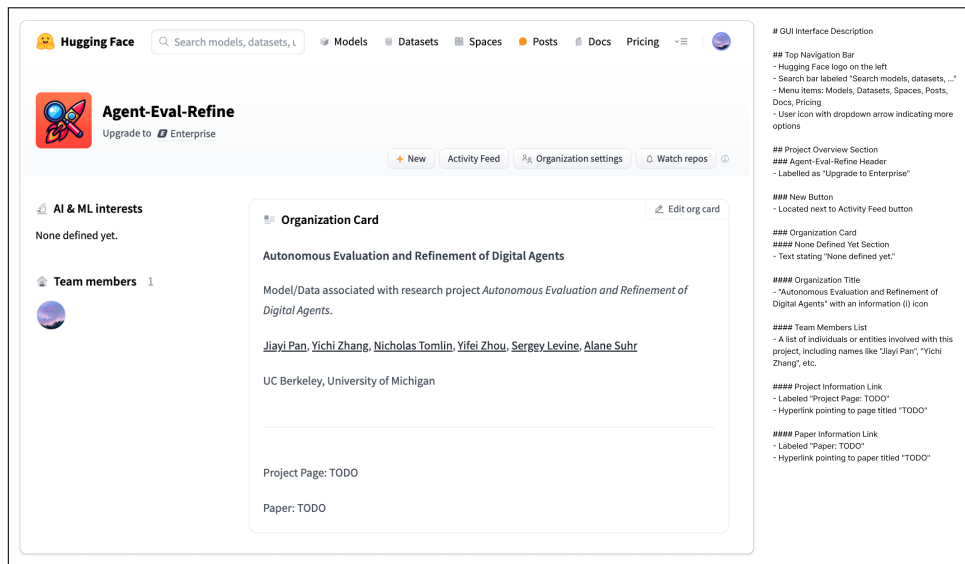 Hugging Face
Search models, datasets, u
Models
Datasets
Spaces
Posts
Docs
Pricing
Agent-Eval-Refine
Upgrade to Enterprise
New
Activity Feed
Organization settings
Watch repos
AI & ML interests
None defined yet.
Team members 1
Organization Card
Edit org card
Autonomous Evaluation and Refinement of Digital Agents
Model/Data associated with research project Autonomous Evaluation and Refinement of
Digital Agents.
Jiayi Pan, Yichi Zhang, Nicholas Tomlin, Yifei Zhou, Sergey Levine, Alane Suhr
UC Berkeley, University of Michigan
Project Page: TODO
Paper: TODO
# GUI Interface Description
## Top Navigation Bar
- Hugging Face logo on the left
- Search bar labeled "Search models, datasets, ..."
- Menu items: Models, Datasets, Spaces, Posts,
Docs, Pricing
- User icon with dropdown arrow indicating more
options
## Project Overview Section
### Agent-Eval-Refine Header
- Labelled as "Upgrade to Enterprise"
### New Button
- Located next to Activity Feed button
### Organization Card
#### None Defined Yet Section
- Text stating "None defined yet."
#### Organization Title
- "Autonomous Evaluation and Refinement of
Digital Agents" with an information (i) icon
#### Team Members List
- A list of individuals or entities involved with this
project, including names like "Jiayi Pan", "Yichi
Zhang", etc.
#### Project Information Link
- Labeled "Project Page: TODO"
- Hyperlink pointing to page titled "TODO"
#### Paper Information Link
- Labeled "Paper: TODO"
- Hyperlink pointing to paper titled "TODO"